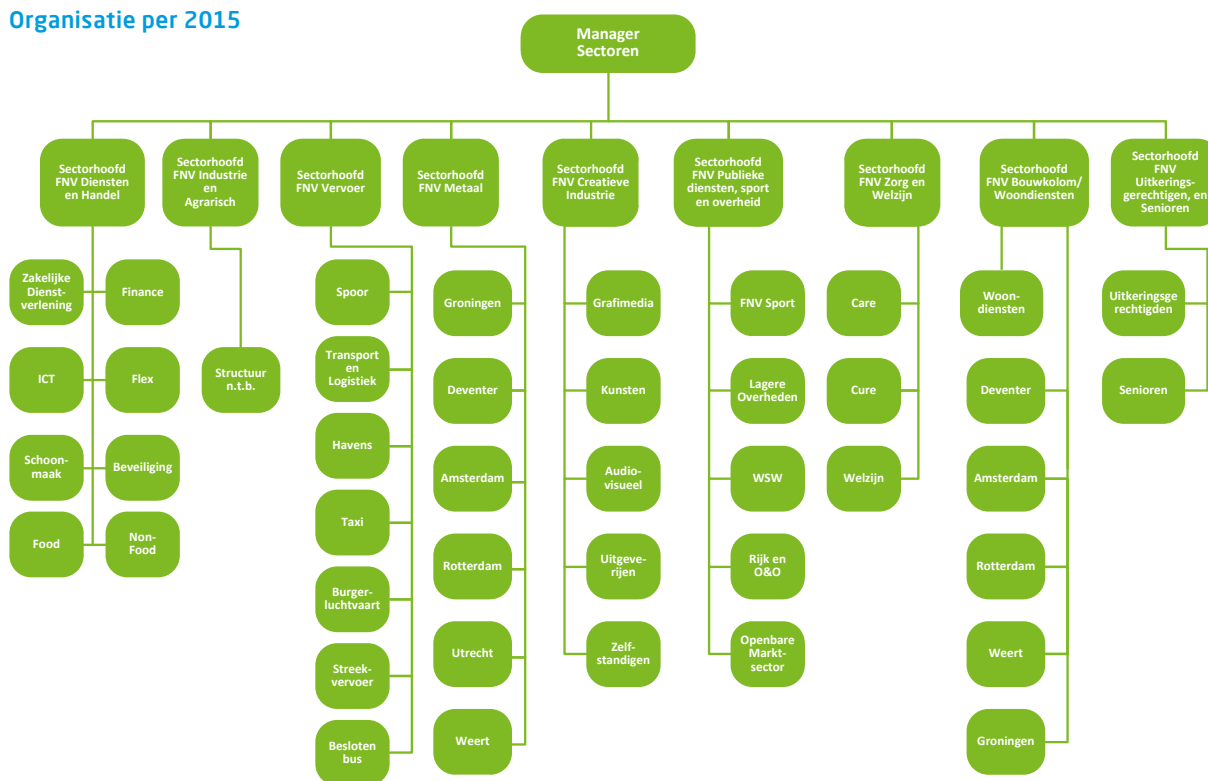 Organisatie per 2015
Manager
Sectoren
Sectorhoofd
FNV Diensten
en Handel
Sectorhoofd
FNV Industrie
en
Agrarisch
Sectorhoofd
FNV Vervoer
Sectorhoofd
FNV Metaal
Sectorhoofd
FNV Creatieve
Industrie
Sectorhoofd
FNV Publieke
diensten, sport
en overheid
Sectorhoofd
FNV Zorg en
Welzijn
Sectorhoofd
FNV Bouwkolom/
Woondiensten
Sectorhoofd
FNV
Uitkerings-
gerechtigen, en
Senioren
Zakelijke
Dienst-
verlening
Finance
ICT
Flex
Schoon-
maak
Beveiliging
Food
Non-
Food
Structuur
n.t.b.
Spoor
Transport
en
Logistiek
Havens
Taxi
Burger-
luchtvaart
Streek-
vervoer
Besloten
bus
Groningen
Deventer
Amsterdam
Rotterdam
Utrecht
Weert
Grafimedia
Kunsten
Audio-
visueel
Uitgeve-
rijen
Zelf-
standigen
FNV Sport
Lagere
Overheden
WSW
Rijk en
O&O
Openbare
Markt-
sector
Care
Cure
Welzijn
Woon-
diensten
Deventer
Amsterdam
Rotterdam
Weert
Groningen
Uitkeringsge
rechtigden
Senioren